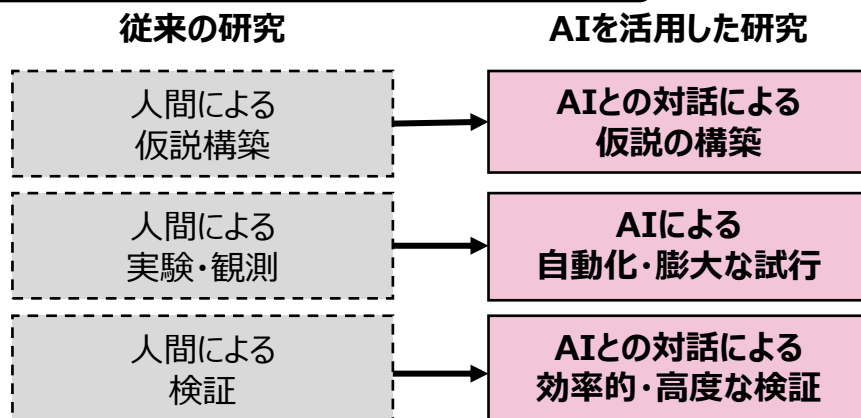 従来の研究
AIを活用した研究
人間による
仮説構築
AIとの対話による
仮説の構築
人間による
実験・観測
AIによる
自動化・膨大な試行
人間による
検証
AIとの対話による
効率的・高度な検証